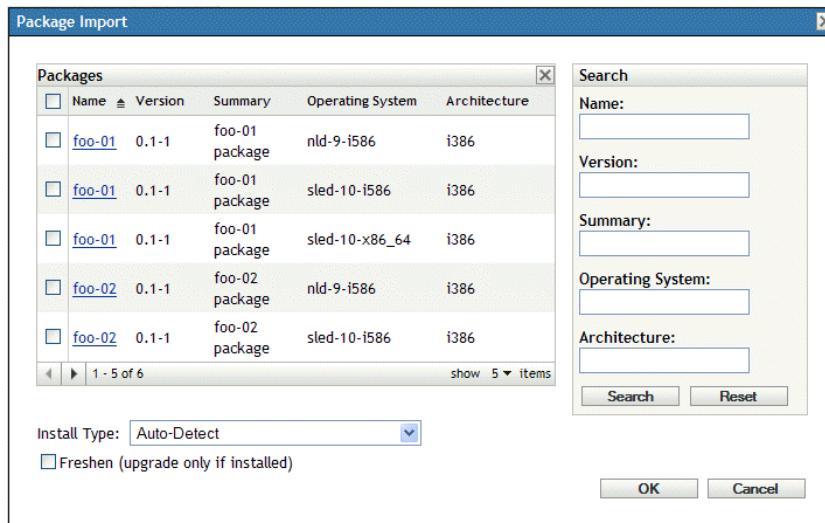 Package Import
Packages
Name Version Summary Operating System Architecture
foo-01 0.1-1 foo-01 package nld-9-i586 i386
foo-01 0.1-1 foo-01 package sled-10-i586 i386
foo-01 0.1-1 foo-01 package sled-10-x86_64 i386
foo-02 0.1-1 foo-02 package nld-9-i586 i386
foo-02 0.1-1 foo-02 package sled-10-i586 i386
1 - 5 of 6 show 5 items
Search
Name:
Version:
Summary:
Operating System:
Architecture:
Search Reset
Install Type: Auto-Detect
Freshen (upgrade only if installed)
OK Cancel